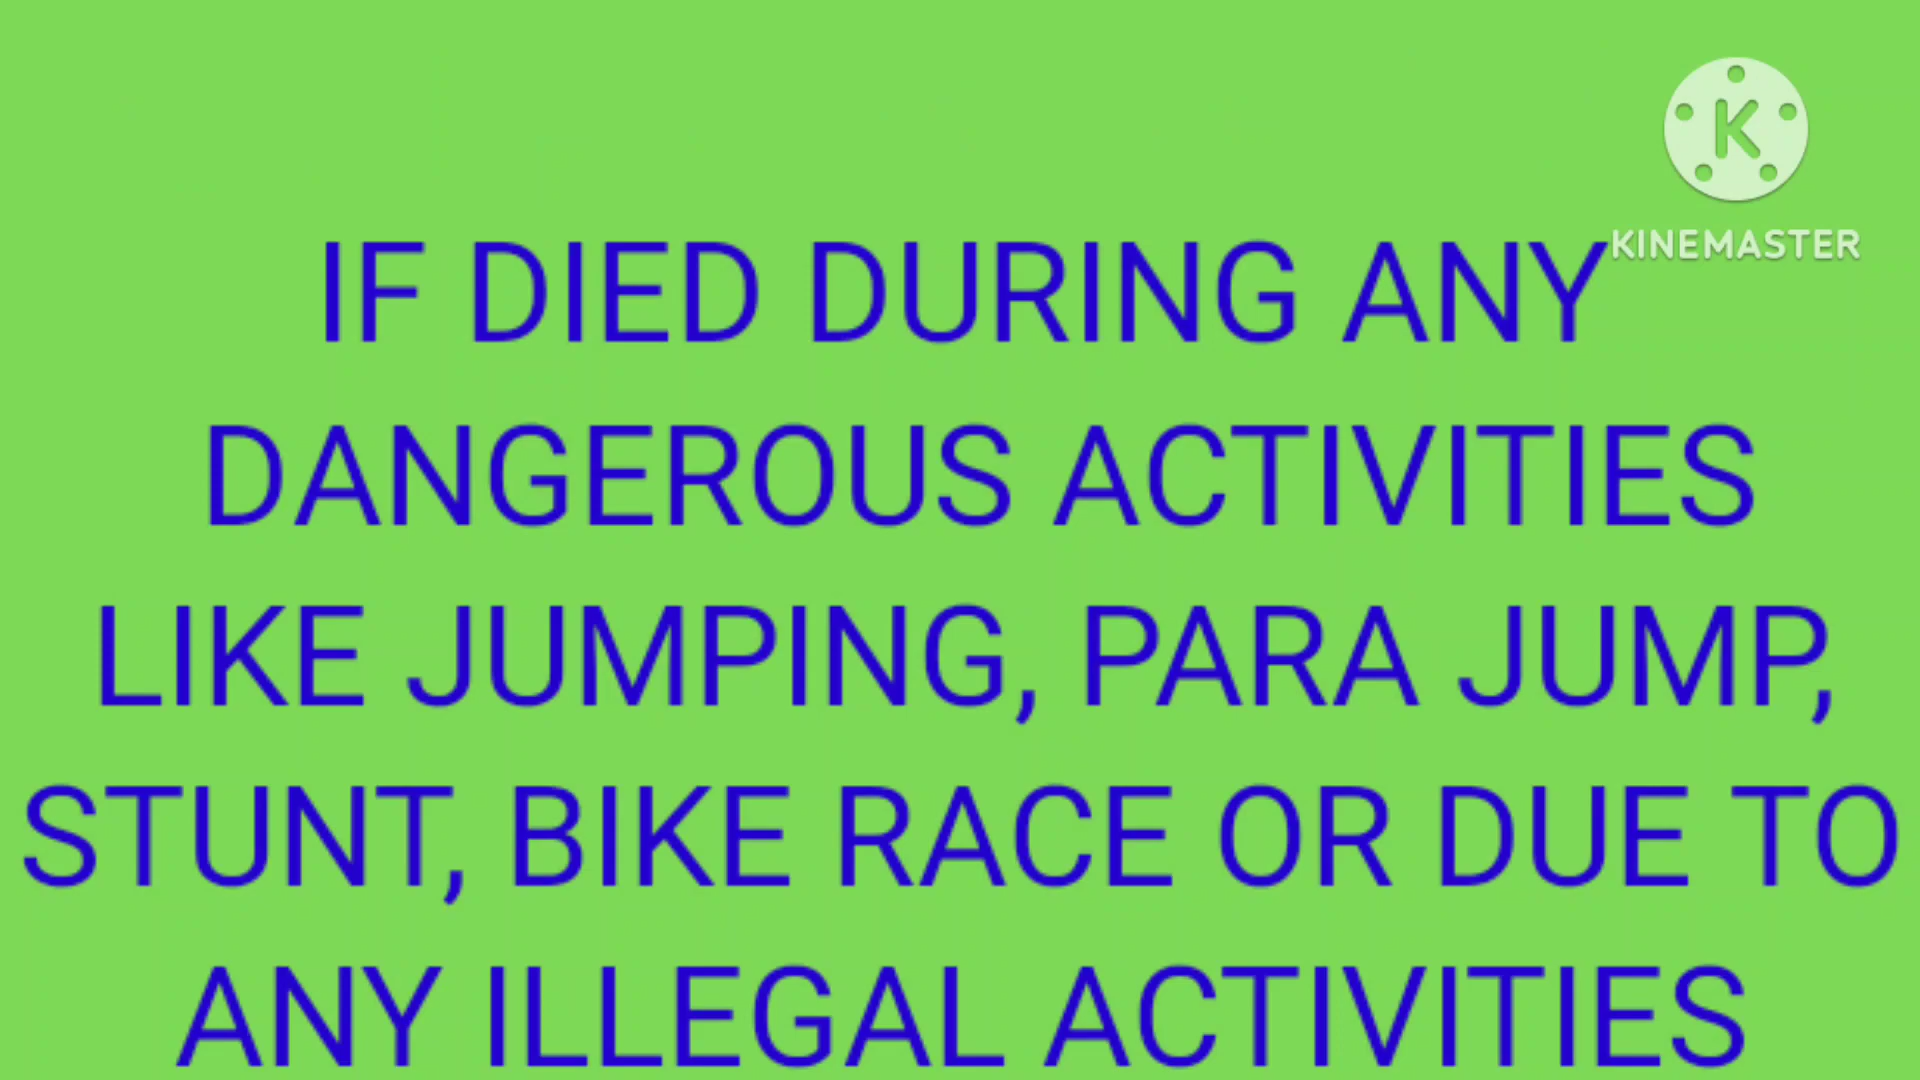 KINEMASTER
IF DIED DURING ANY
DANGEROUS ACTIVITIES
LIKE JUMPING, PARA JUMP,
STUNT, BIKE RACE OR DUE TO
ANY ILLEGAL ACTIVITIES